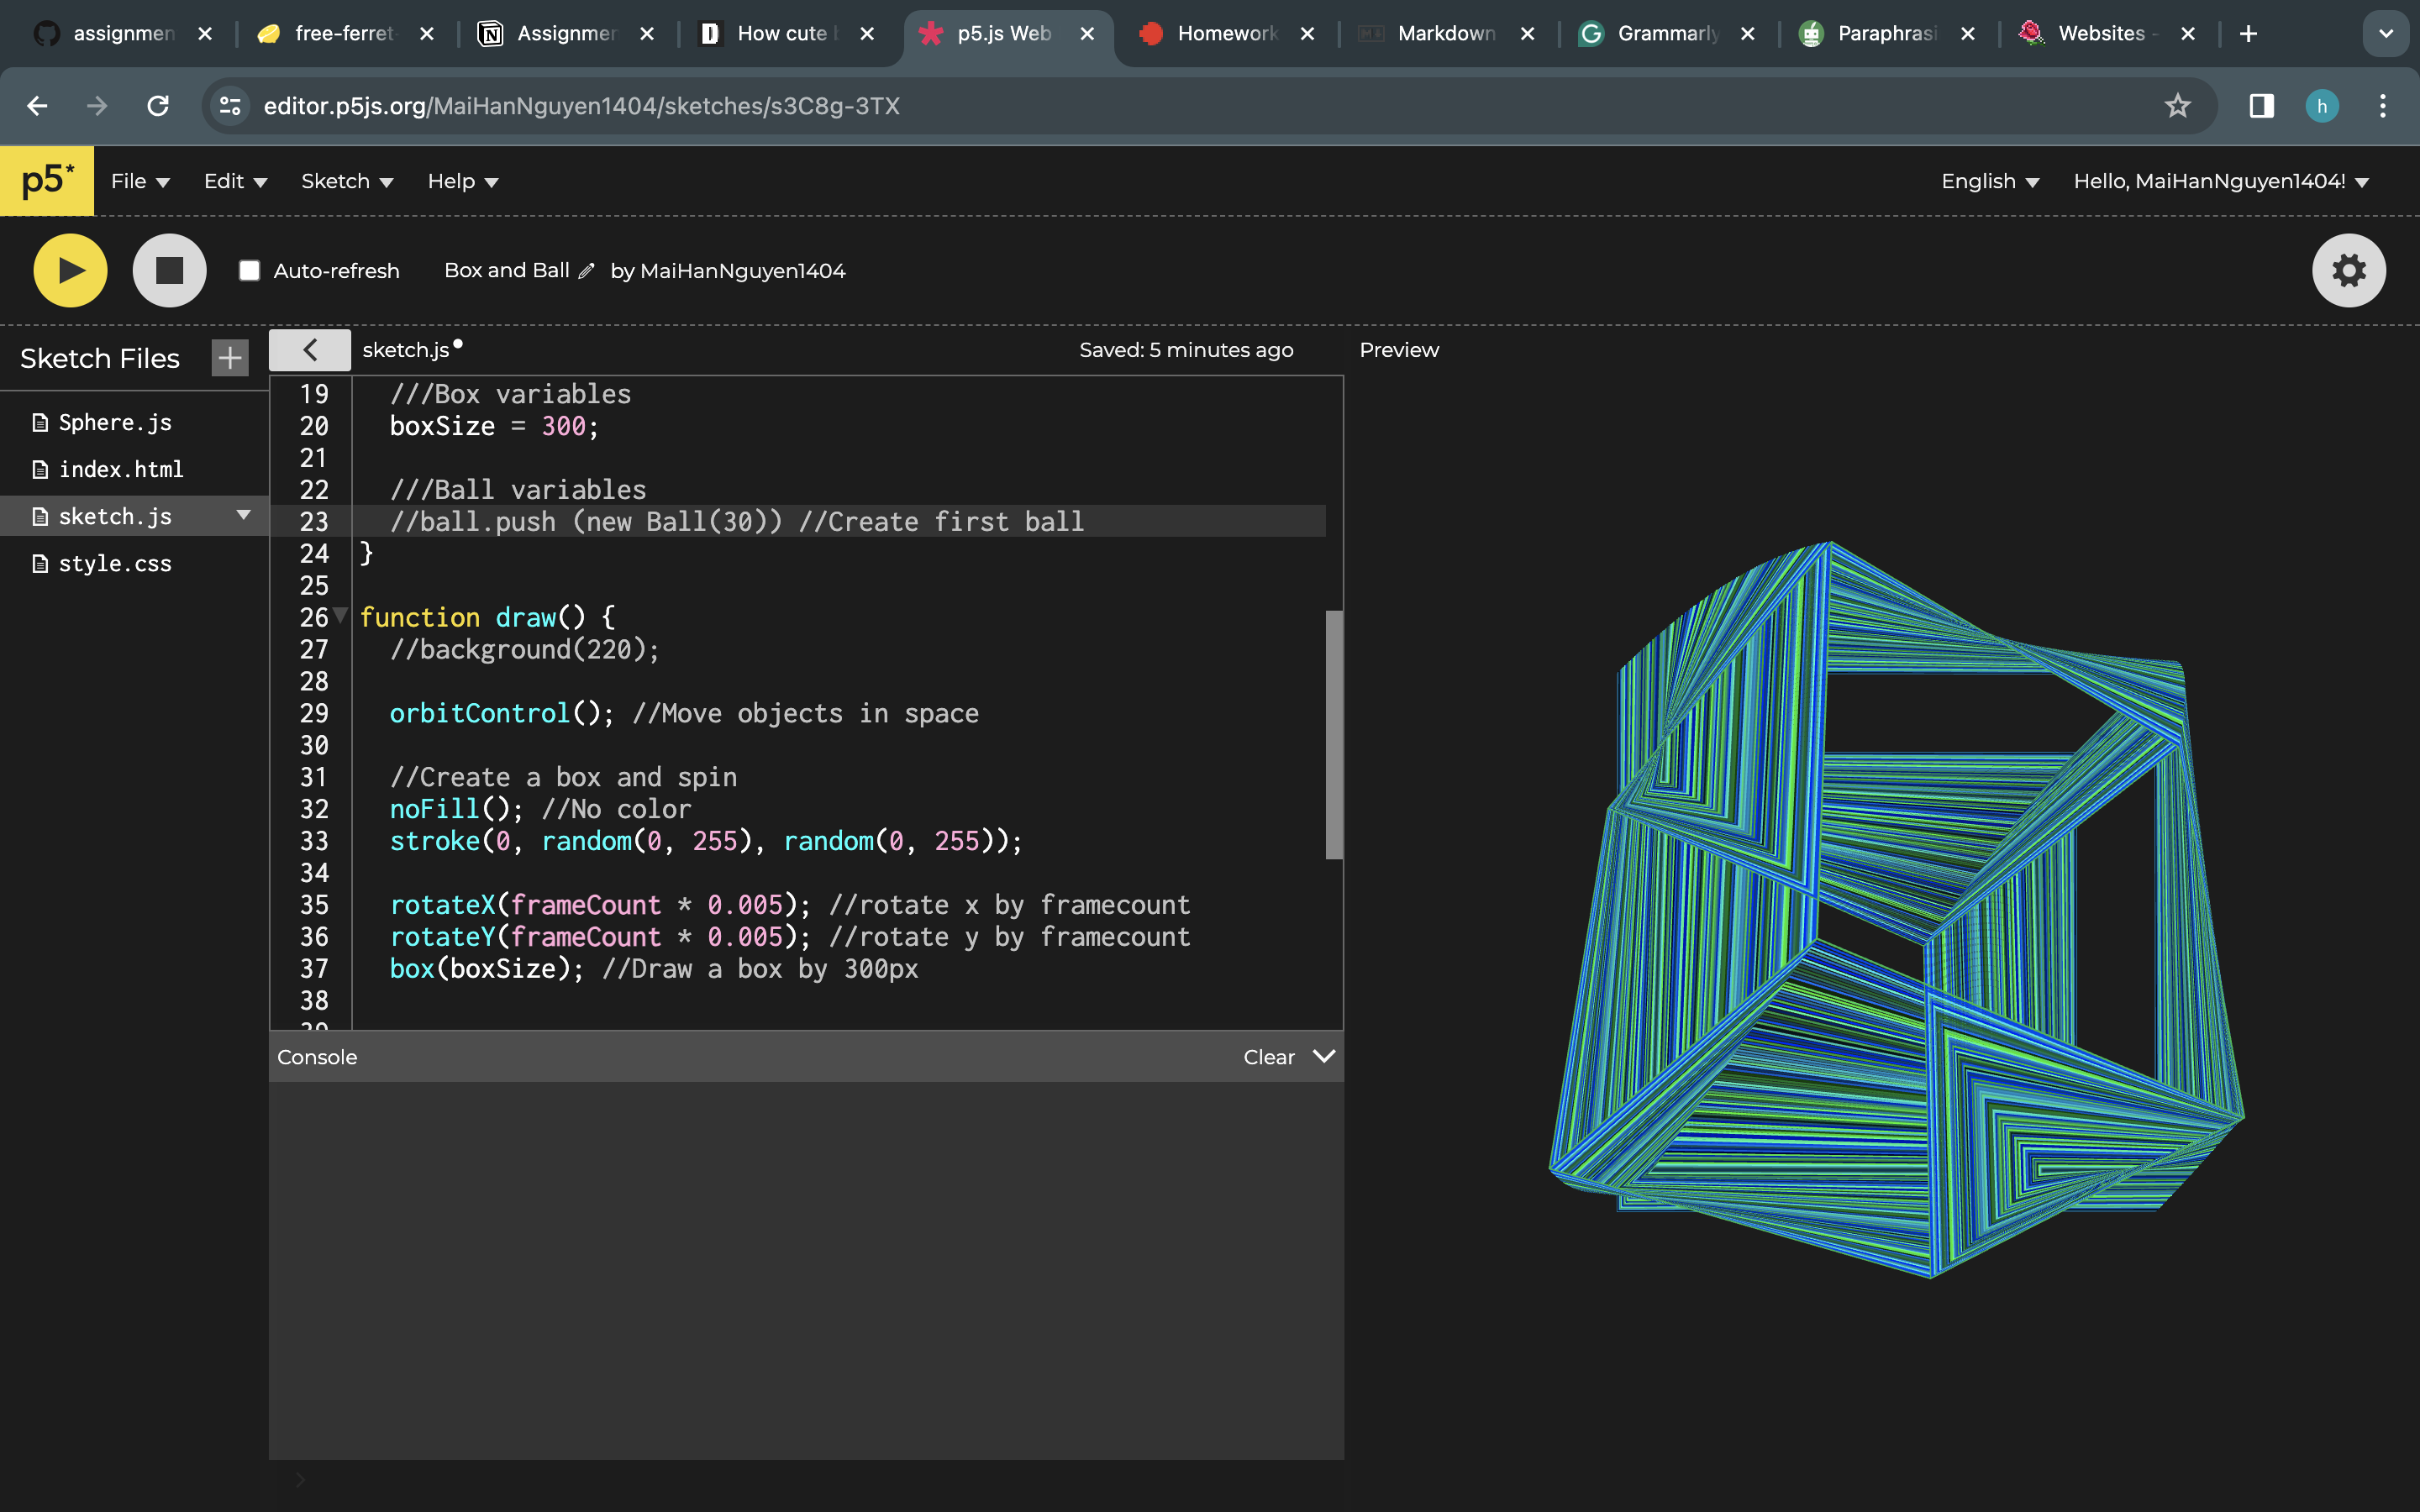 assignmen
free-ferret-
Assignmen
How cute
p5.js Web
Homework
Markdown
Grammarly
Paraphrasi
Websites -
editor.p5js.org/MaiHanNguyen1404/sketches/s3C8g-3TX
h
p5*
File
Edit
Sketch
Help
English
Hello, MaiHanNguyen1404!
Auto-refresh
Box and Ball
by MaiHanNguyen1404
Sketch Files
sketch.js
Saved: 5 minutes ago
Preview
Sphere.js
index.html
sketch.js
style.css
19 ///Box variables
20 boxSize = 300;
21
22 ///Ball variables
23 //ball.push (new Ball(30)) //Create first ball
24 }
25
26 function draw() {
27 //background(220);
28
29 orbitControl(); //Move objects in space
30
31 //Create a box and spin
32 noFill(); //No color
33 stroke(0, random(0, 255), random(0, 255));
34
35 rotateX(frameCount * 0.005); //rotate x by framecount
36 rotateY(frameCount * 0.005); //rotate y by framecount
37 box(boxSize); //Draw a box by 300px
38
Console
Clear